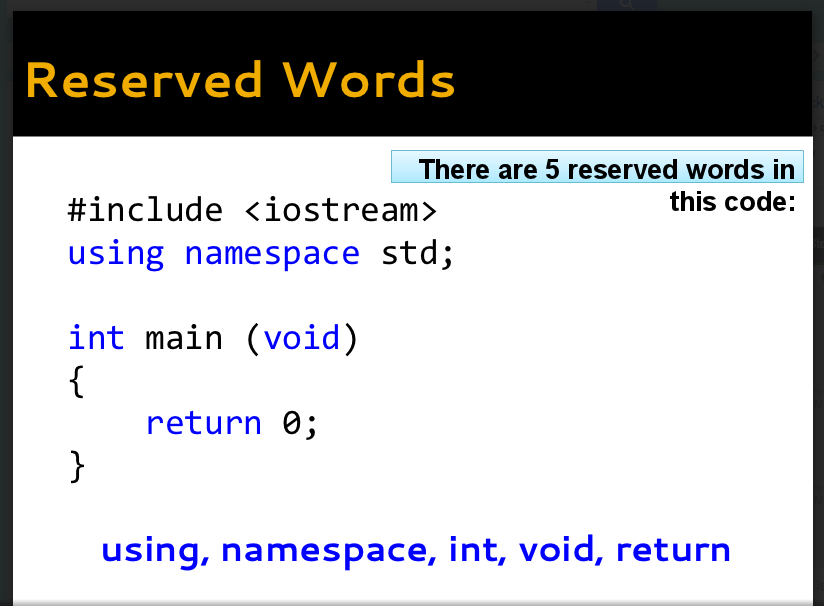 Reserved Words
There are 5 reserved words in
this code:
#include <iostream>
using namespace std;
int main (void)
{
return 0;
}
using, namespace, int, void, return